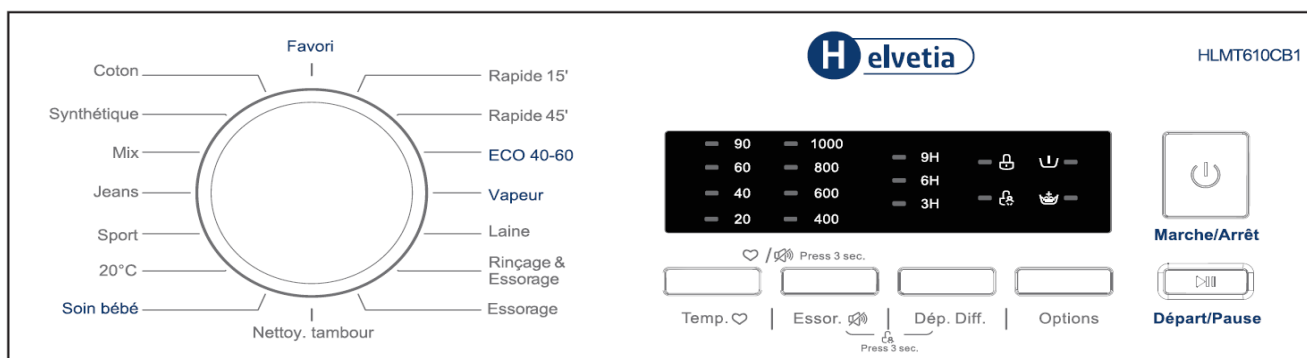 Favori
Coton
Synthétique
Mix
Jeans
Sport
20°C
Soin bébé
Nettoy. tambour
Rapide 15'
Rapide 45'
ECO 40-60
Vapeur
Laine
Rinçage &
Essorage
Essorage
Helvetia
HLMT610CB1
90 1000
60 800
40 600
20 400
9H
6H
3H
/ Press 3 sec.
Temp. | Essor. | Dép. Diff. | Options
Press 3 sec.
Marche/Arrêt
Départ/Pause